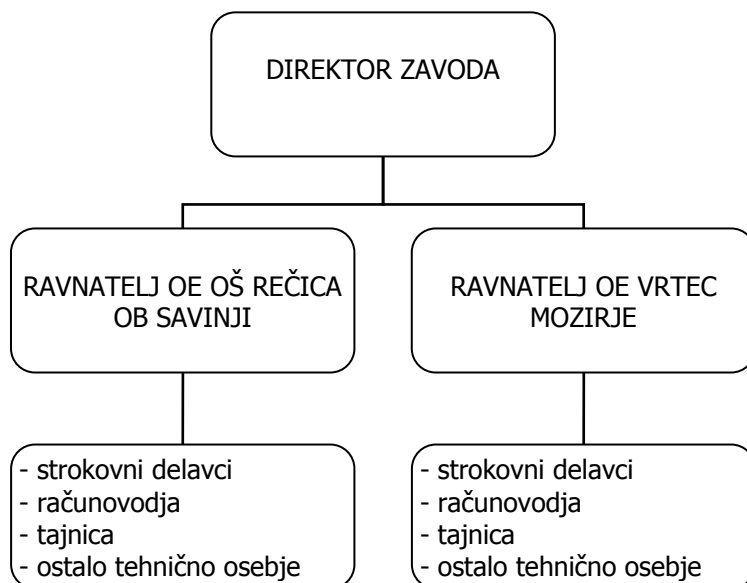 DIREKTOR ZAVODA
RAVNATELJ OE OŠ REČICA
OB SAVINJI
RAVNATELJ OE VRTEC
MOZIRJE
- strokovni delavci
- računovodja
- tajnica
- ostalo tehnično osebje
- strokovni delavci
- računovodja
- tajnica
- ostalo tehnično osebje